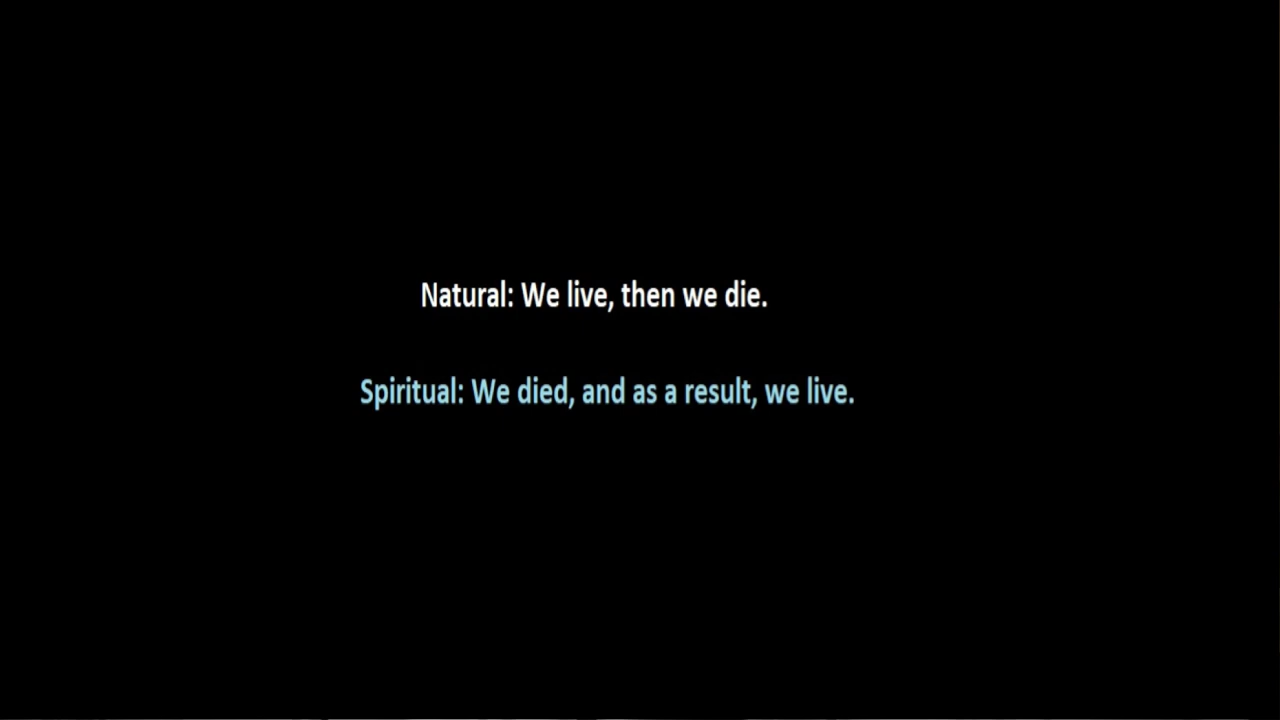 Natural: We live, then we die.
Spiritual: We died, and as a result, we live.